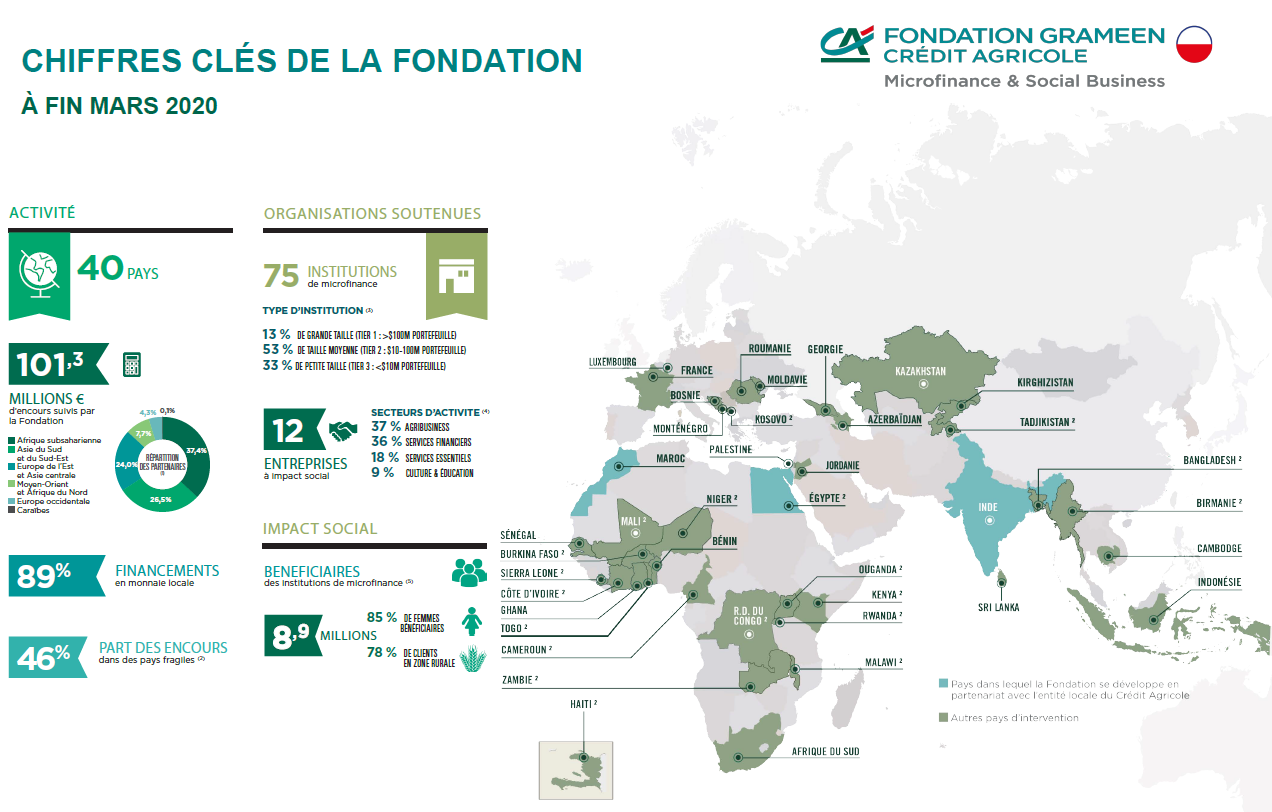 CHIFFRES CLÉS DE LA FONDATION
À FIN MARS 2020
CA
FONDATION GRAMEEN
CRÉDIT AGRICOLE
Microfinance & Social Business
ACTIVITÉ
40 PAYS
101,3
MILLIONS €
d'encours suivis par
la Fondation
Afrique subsaharienne
Asie du Sud
et du Sud-Est
Europe de l'Est
et Asie centrale
Moyen-Orient
et Afrique du Nord
Europe occidentale
Caraïbes
4,3%
0,1%
7,7%
37,4%
24,0%
26,5%
RÉPARTITION
DES PARTENAIRES
(1)
89%
FINANCEMENTS
en monnaie locale
46%
PART DES ENCOURS
dans des pays fragiles (2)
ORGANISATIONS SOUTENUES
75 INSTITUTIONS
de microfinance
TYPE D'INSTITUTION (3)
13 % DE GRANDE TAILLE (TIER 1 : >$100M PORTEFEUILLE)
53 % DE TAILLE MOYENNE (TIER 2 : $10-100M PORTEFEUILLE)
33 % DE PETITE TAILLE (TIER 3 : <$10M PORTEFEUILLE)
12
ENTREPRISES
à impact social
SECTEURS D'ACTIVITE (4)
37 % AGRIBUSINESS
36 % SERVICES FINANCIERS
18 % SERVICES ESSENTIELS
9 % CULTURE & ÉDUCATION
IMPACT SOCIAL
BENEFICIAIRES
des institutions de microfinance (5)
8,9 MILLIONS
85 % DE FEMMES
BÉNÉFICIAIRES
78 % DE CLIENTS
EN ZONE RURALE
LUXEMBOURG
FRANCE
ROUMANIE
GEORGIE
KAZAKHSTAN
BOSNIE
MOLDAVIE
KIRGHIZISTAN
MONTÉNÉGRO
KOSOVO ²
AZERBAÏDJAN
TADJIKISTAN ²
PALESTINE
MAROC
JORDANIE
BANGLADESH ²
NIGER ²
ÉGYPTE ²
INDE
BIRMANIE ²
MALI ²
SÉNÉGAL
BÉNIN
BURKINA FASO ²
CAMBODGE
SIERRA LEONE ²
OUGANDA ²
INDONÉSIE
CÔTE D'IVOIRE ²
KENYA ²
SRI LANKA
GHANA
R.D. DU
CONGO ²
RWANDA ²
TOGO ²
CAMEROUN ²
MALAWI ²
ZAMBIE ²
HAITI ²
AFRIQUE DU SUD
Pays dans lequel la Fondation se développe en
partenariat avec l'entité locale du Crédit Agricole
Autres pays d'intervention